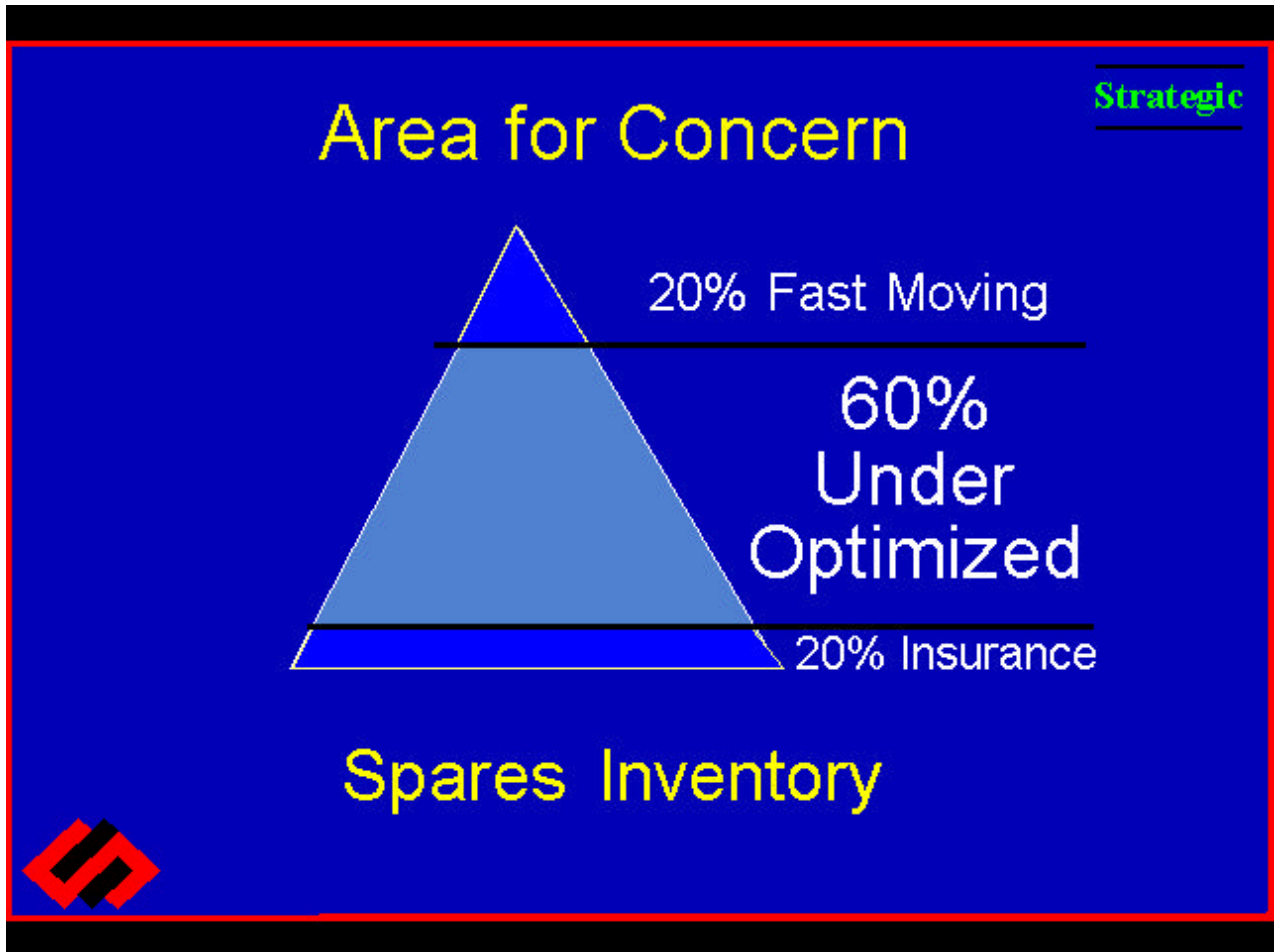 Strategic
Area for Concern
20% Fast Moving
60%
Under
Optimized
20% Insurance
Spares Inventory